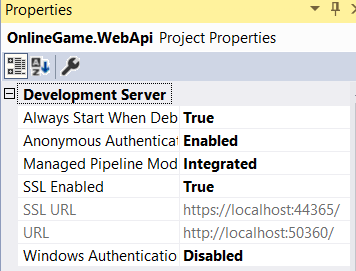 Properties
OnlineGame.WebApi Project Properties
Development Server
Always Start When Deb True
Anonymous Authenticat Enabled
Managed Pipeline Mod Integrated
SSL Enabled True
SSL URL https://localhost:44365/
URL http://localhost:50360/
Windows Authenticatio Disabled